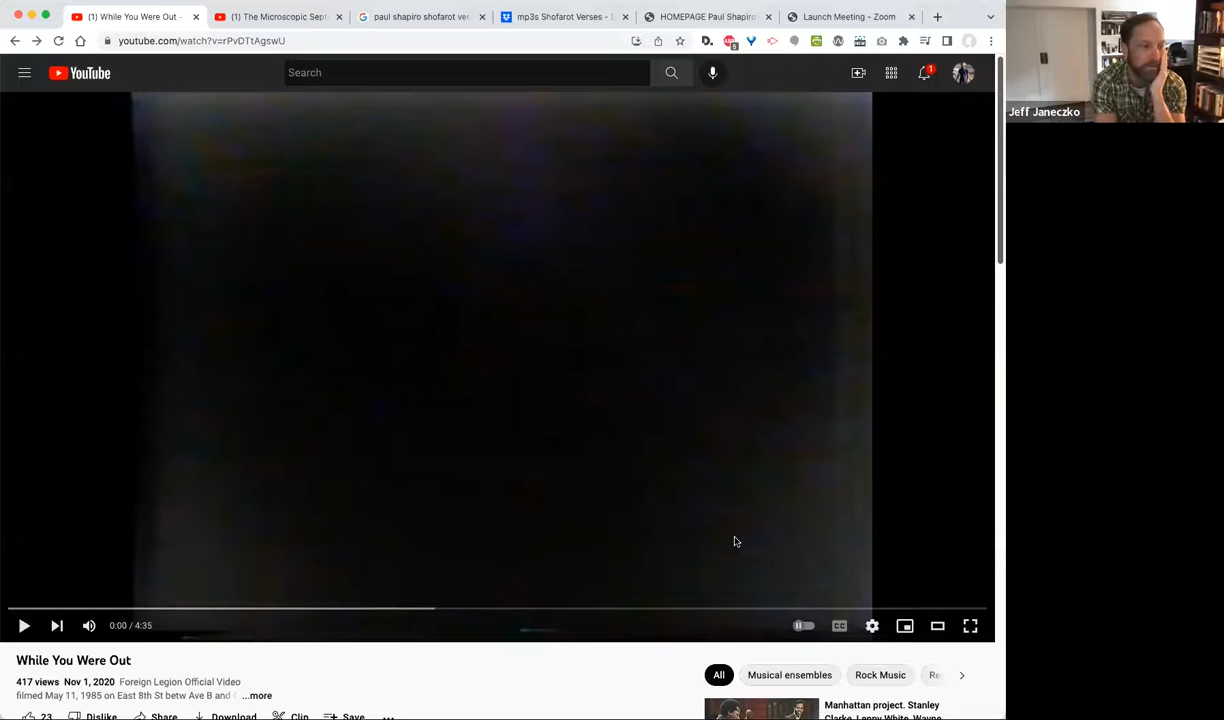 (1) While You Were Out -
(1) The Microscopic Sept
paul shapiro shofarot ver
mp3s Shofarot Verses -
HOMEPAGE Paul Shapiro
Launch Meeting - Zoom
youtube.com/watch?v=rPvDTtAgswU
YouTube
Search
1
Jeff Janeczko
0:00 / 4:35
CC
While You Were Out
417 views Nov 1, 2020 Foreign Legion Official Video
filmed May 11, 1985 on East 8th St betw Ave B and ...more
23 Dislike Share Download Clip Save
All
Musical ensembles
Rock Music
Re
Manhattan project. Stanley
Clarke, Lenny White, Wayne